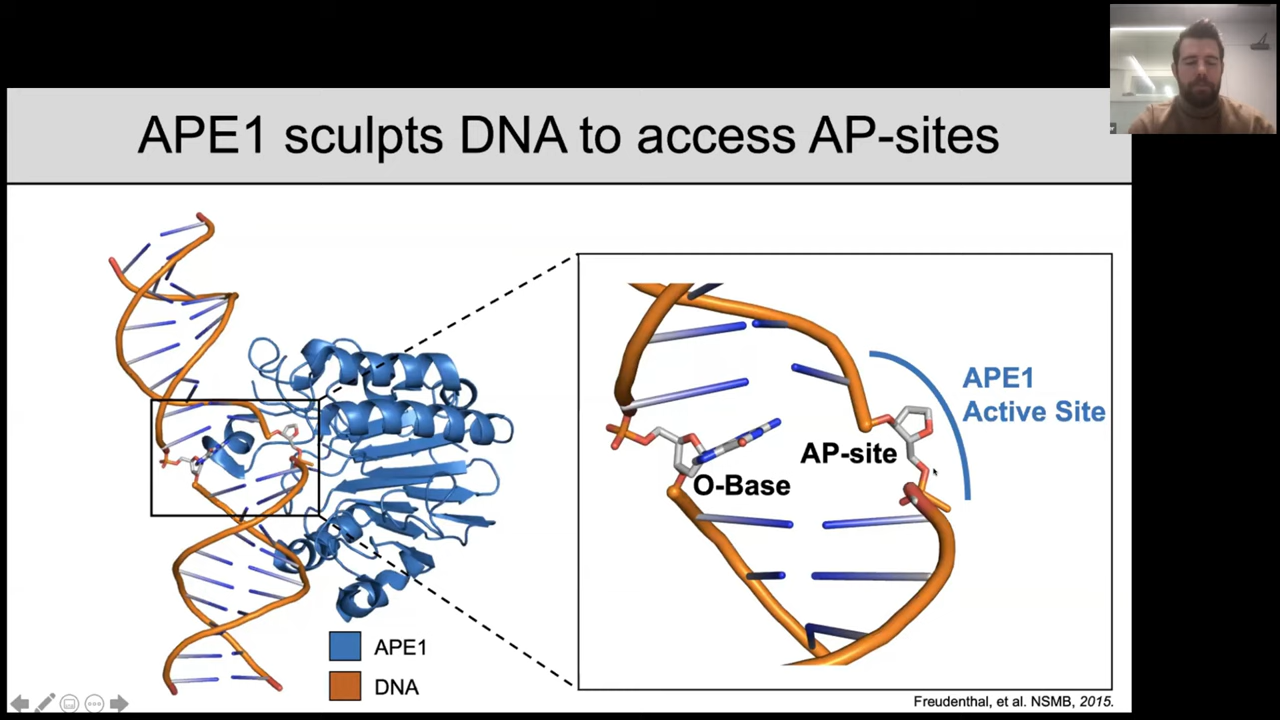 APE1 sculpts DNA to access AP-sites
APE1
Active Site
AP-site
O-Base
APE1
DNA
Freudenthal, et al. NSMB, 2015.